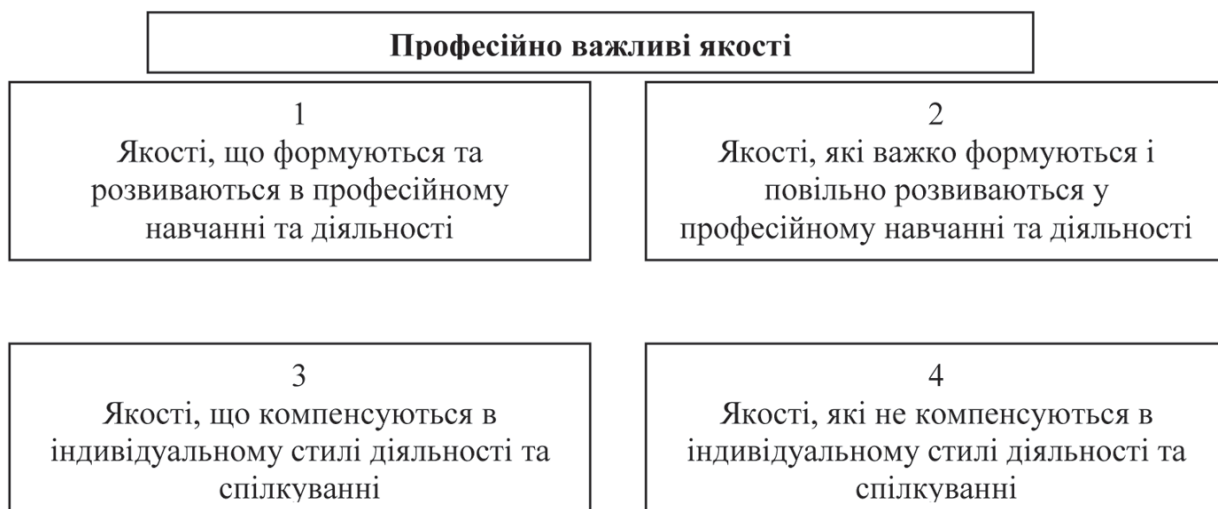 Професійно важливі якості
1
Якості, що формуються та
розвиваються в професійному
навчанні та діяльності
2
Якості, які важко формуються і
повільно розвиваються у
професійному навчанні та діяльності
3
Якості, що компенсуються в
індивідуальному стилі діяльності та
спілкуванні
4
Якості, які не компенсуються в
індивідуальному стилі діяльності та
спілкуванні